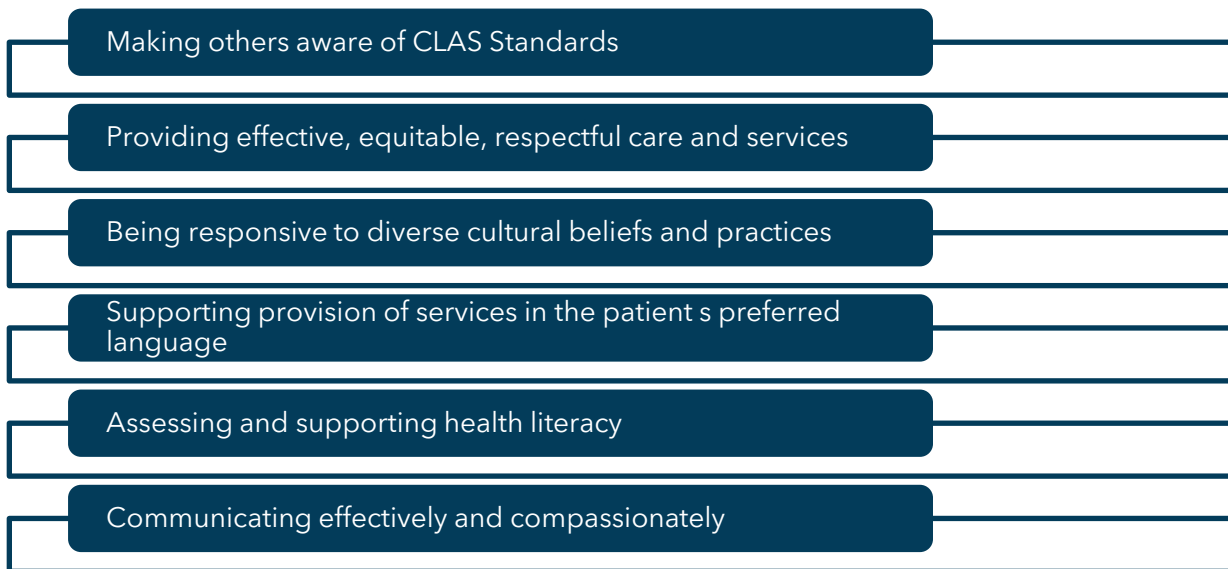 Making others aware of CLAS Standards
Providing effective, equitable, respectful care and services
Being responsive to diverse cultural beliefs and practices
Supporting provision of services in the patient s preferred
language
Assessing and supporting health literacy
Communicating effectively and compassionately